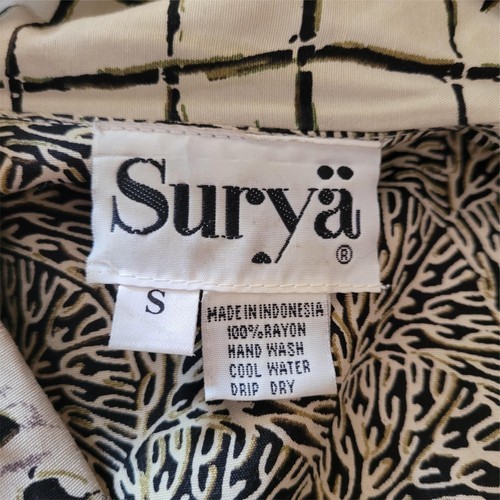 Suryä
®
S
MADE IN INDONESIA
100% RAYON
HAND WASH
COOL WATER
DRIP DRY